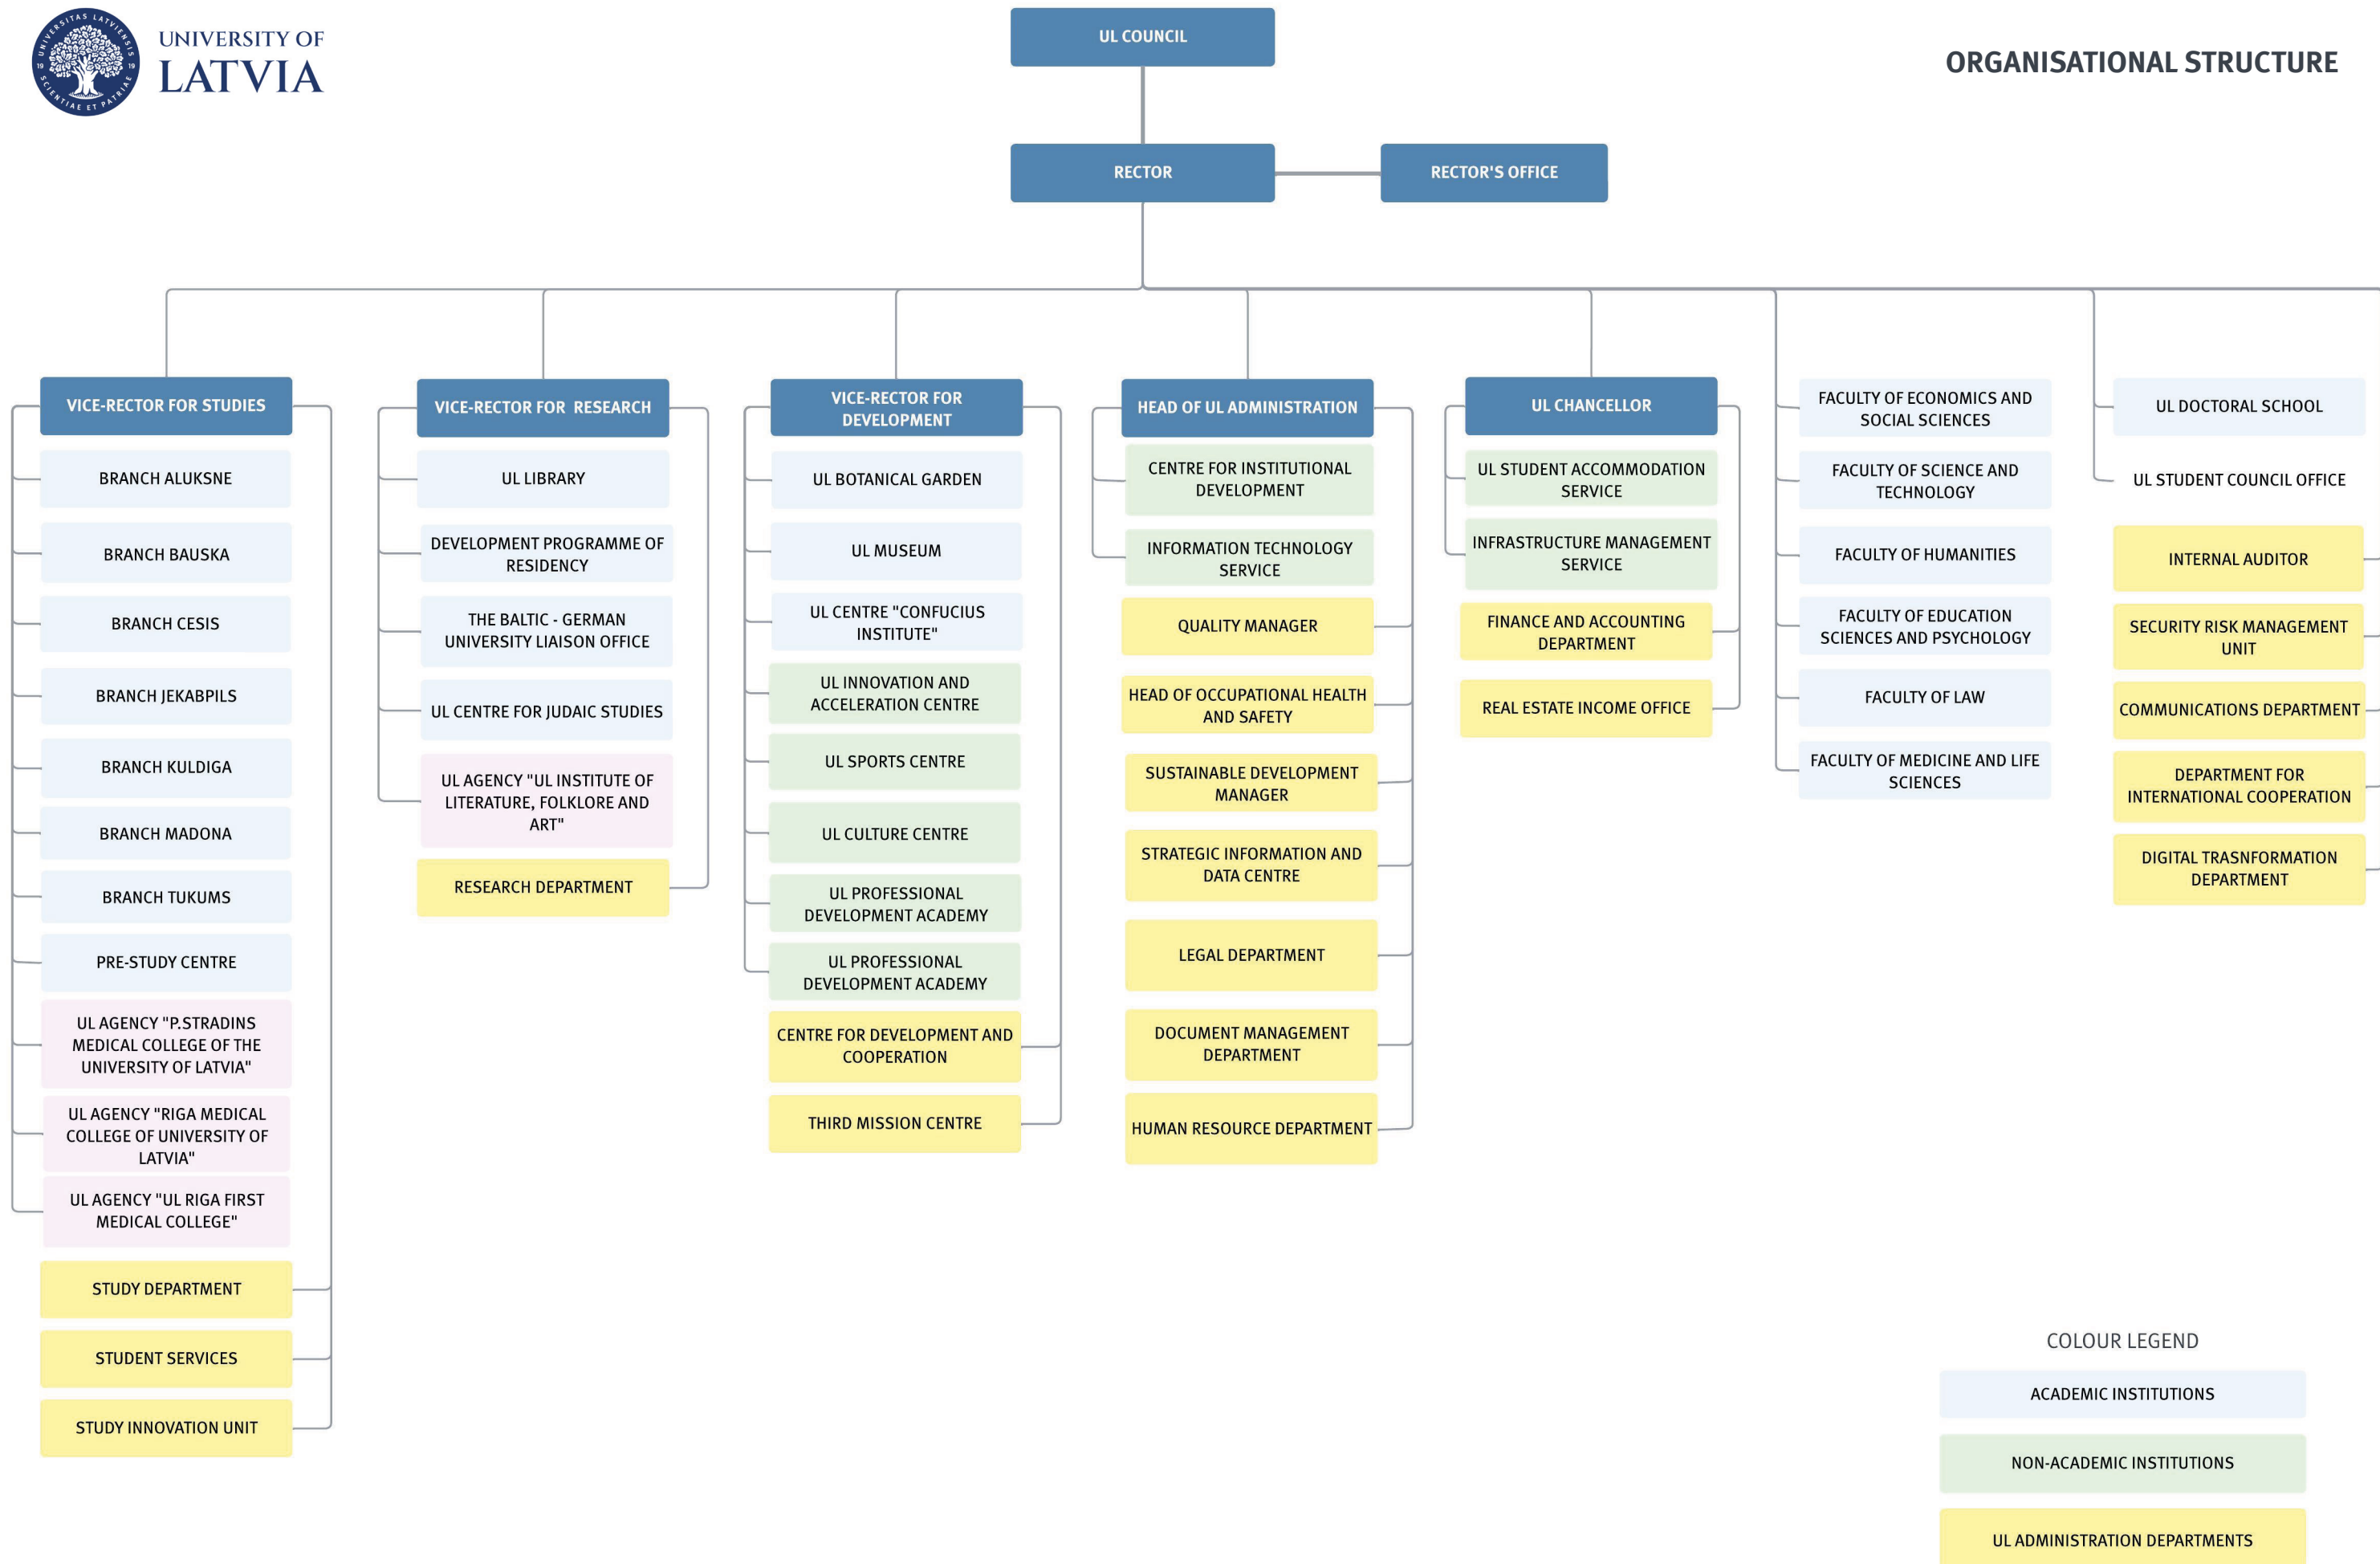 UNIVERSITAS LATVIENSIS
19 19
SCIENTIAE ET PATRIAE
UNIVERSITY OF
LATVIA
ORGANISATIONAL STRUCTURE
UL COUNCIL
RECTOR
RECTOR'S OFFICE
VICE-RECTOR FOR STUDIES
BRANCH ALUKSNE
BRANCH BAUSKA
BRANCH CESIS
BRANCH JEKABPILS
BRANCH KULDIGA
BRANCH MADONA
BRANCH TUKUMS
PRE-STUDY CENTRE
UL AGENCY "P.STRADINS
MEDICAL COLLEGE OF THE
UNIVERSITY OF LATVIA"
UL AGENCY "RIGA MEDICAL
COLLEGE OF UNIVERSITY OF
LATVIA"
UL AGENCY "UL RIGA FIRST
MEDICAL COLLEGE"
STUDY DEPARTMENT
STUDENT SERVICES
STUDY INNOVATION UNIT
VICE-RECTOR FOR RESEARCH
UL LIBRARY
DEVELOPMENT PROGRAMME OF
RESIDENCY
THE BALTIC - GERMAN
UNIVERSITY LIAISON OFFICE
UL CENTRE FOR JUDAIC STUDIES
UL AGENCY "UL INSTITUTE OF
LITERATURE, FOLKLORE AND
ART"
RESEARCH DEPARTMENT
VICE-RECTOR FOR
DEVELOPMENT
UL BOTANICAL GARDEN
UL MUSEUM
UL CENTRE "CONFUCIUS
INSTITUTE"
UL INNOVATION AND
ACCELERATION CENTRE
UL SPORTS CENTRE
UL CULTURE CENTRE
UL PROFESSIONAL
DEVELOPMENT ACADEMY
UL PROFESSIONAL
DEVELOPMENT ACADEMY
CENTRE FOR DEVELOPMENT AND
COOPERATION
THIRD MISSION CENTRE
HEAD OF UL ADMINISTRATION
CENTRE FOR INSTITUTIONAL
DEVELOPMENT
INFORMATION TECHNOLOGY
SERVICE
QUALITY MANAGER
HEAD OF OCCUPATIONAL HEALTH
AND SAFETY
SUSTAINABLE DEVELOPMENT
MANAGER
STRATEGIC INFORMATION AND
DATA CENTRE
LEGAL DEPARTMENT
DOCUMENT MANAGEMENT
DEPARTMENT
HUMAN RESOURCE DEPARTMENT
UL CHANCELLOR
UL STUDENT ACCOMMODATION
SERVICE
INFRASTRUCTURE MANAGEMENT
SERVICE
FINANCE AND ACCOUNTING
DEPARTMENT
REAL ESTATE INCOME OFFICE
FACULTY OF ECONOMICS AND
SOCIAL SCIENCES
FACULTY OF SCIENCE AND
TECHNOLOGY
FACULTY OF HUMANITIES
FACULTY OF EDUCATION
SCIENCES AND PSYCHOLOGY
FACULTY OF LAW
FACULTY OF MEDICINE AND LIFE
SCIENCES
UL DOCTORAL SCHOOL
UL STUDENT COUNCIL OFFICE
INTERNAL AUDITOR
SECURITY RISK MANAGEMENT
UNIT
COMMUNICATIONS DEPARTMENT
DEPARTMENT FOR
INTERNATIONAL COOPERATION
DIGITAL TRASNFORMATION
DEPARTMENT
COLOUR LEGEND
ACADEMIC INSTITUTIONS
NON-ACADEMIC INSTITUTIONS
UL ADMINISTRATION DEPARTMENTS